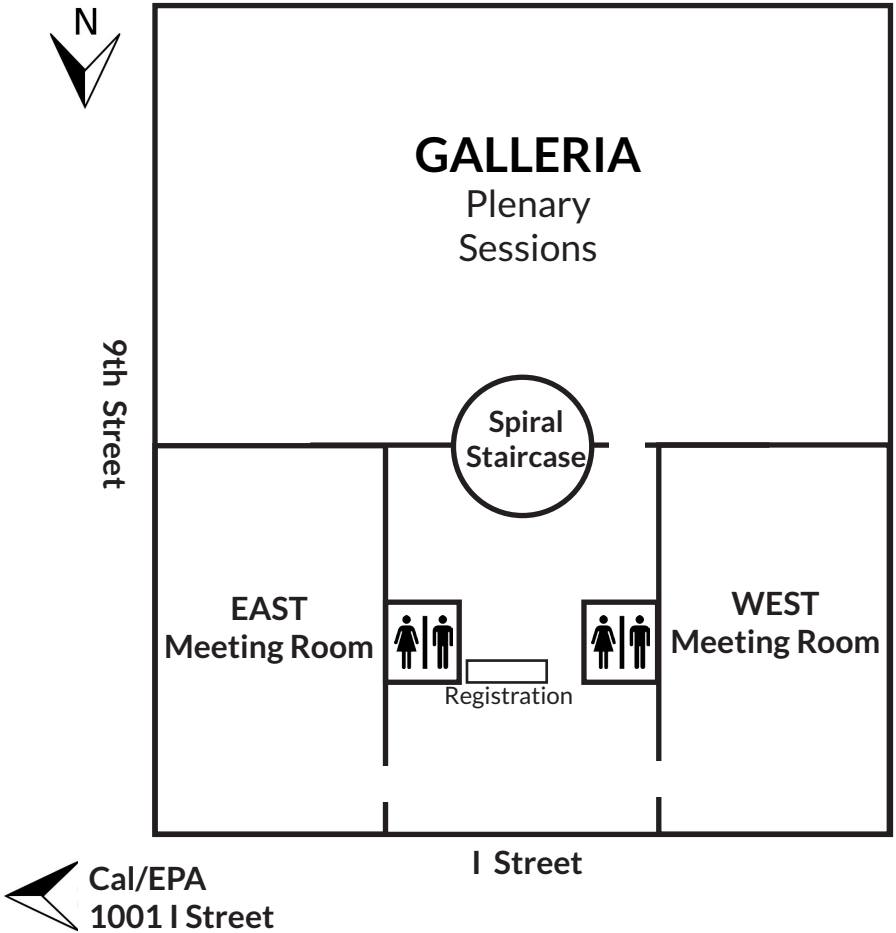 N
GALLERIA
Plenary
Sessions
9th Street
Spiral
Staircase
EAST
Meeting Room
WEST
Meeting Room
Registration
I Street
Cal/EPA
1001 I Street